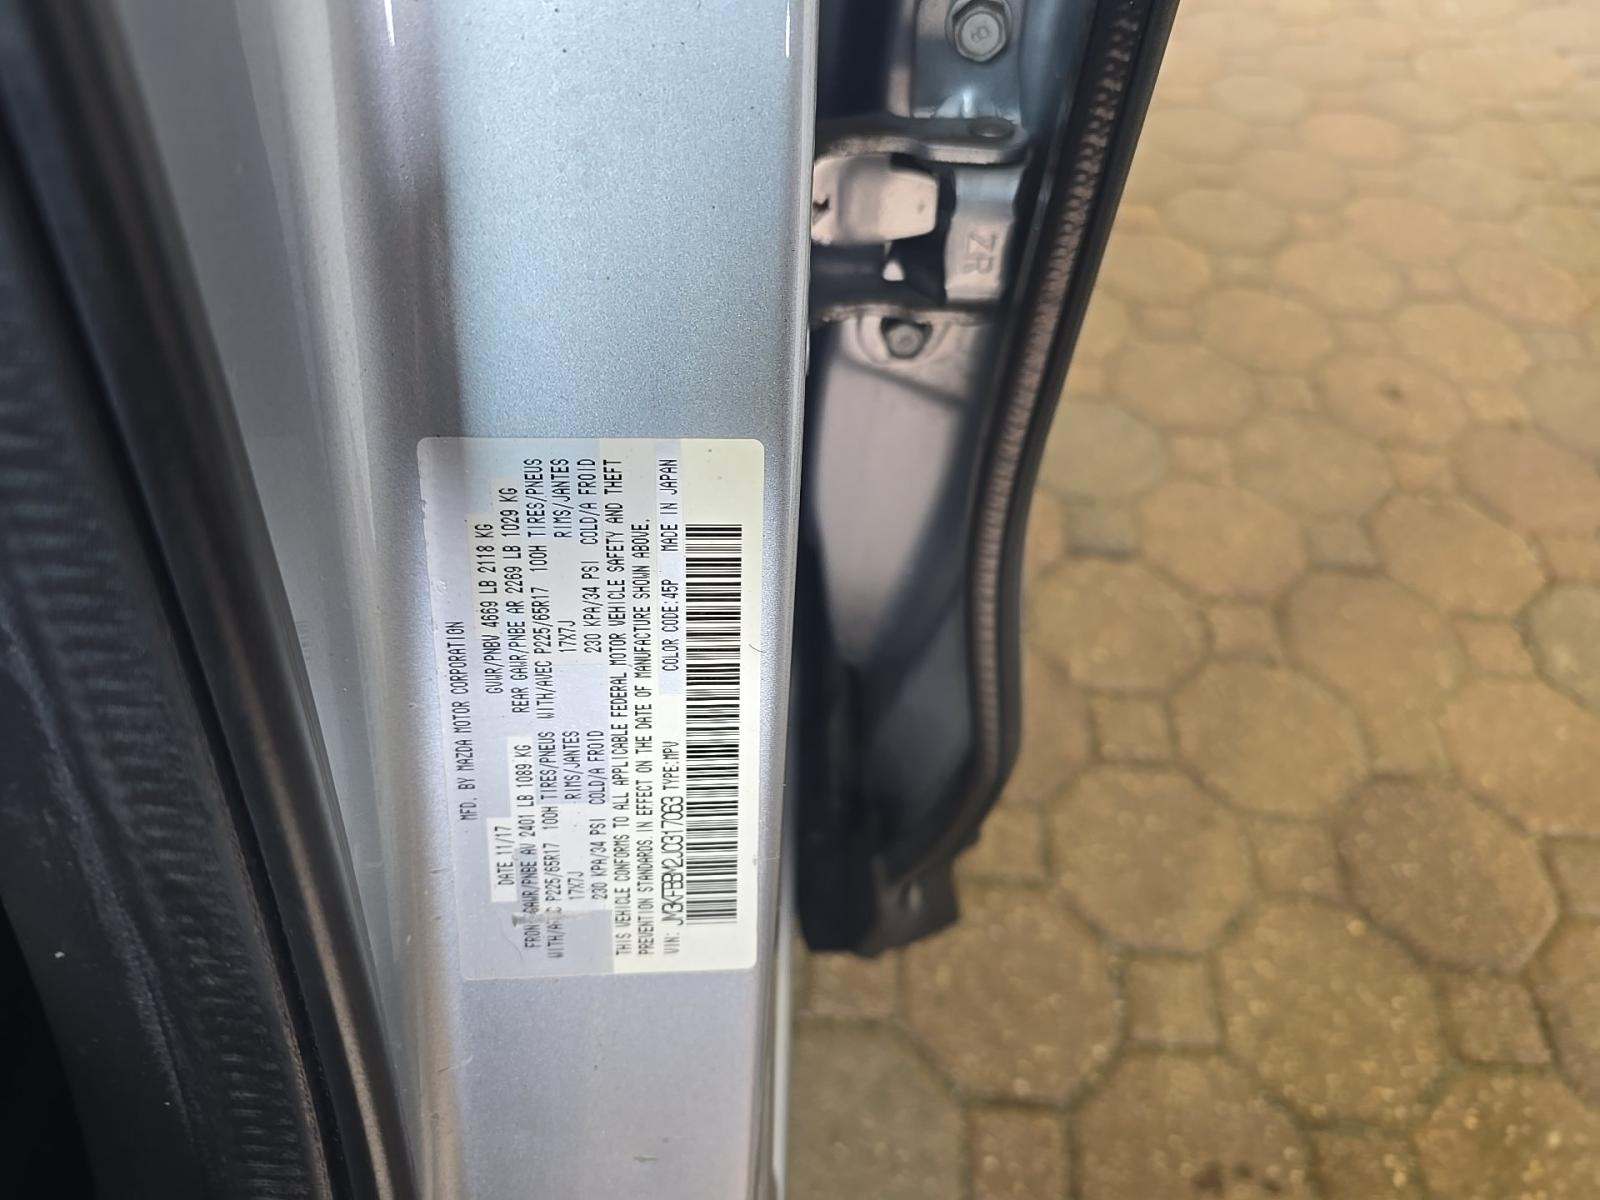 MFD. BY MAZDA MOTOR CORPORATION
DATE 11/17 GVWR/PNBV 4669 LB 2118 KG
FRONT GAWR/PNBE AV 2401 LB 1089 KG REAR GAWR/PNBE AR 2269 LB 1029 KG
WITH/AVEC P225/65R17 100H TIRES/PNEUS WITH/AVEC P225/65R17 100H TIRES/PNEUS
17X7J RIMS/JANTES 17X7J RIMS/JANTES
230 KPA/34 PSI COLD/A FROID 230 KPA/34 PSI COLD/A FROID
THIS VEHICLE CONFORMS TO ALL APPLICABLE FEDERAL MOTOR VEHICLE SAFETY AND THEFT
PREVENTION STANDARDS IN EFFECT ON THE DATE OF MANUFACTURE SHOWN ABOVE.
VIN: JM3KFBBM2J0317063 TYPE:MPV COLOR CODE:45P MADE IN JAPAN
ZR
8